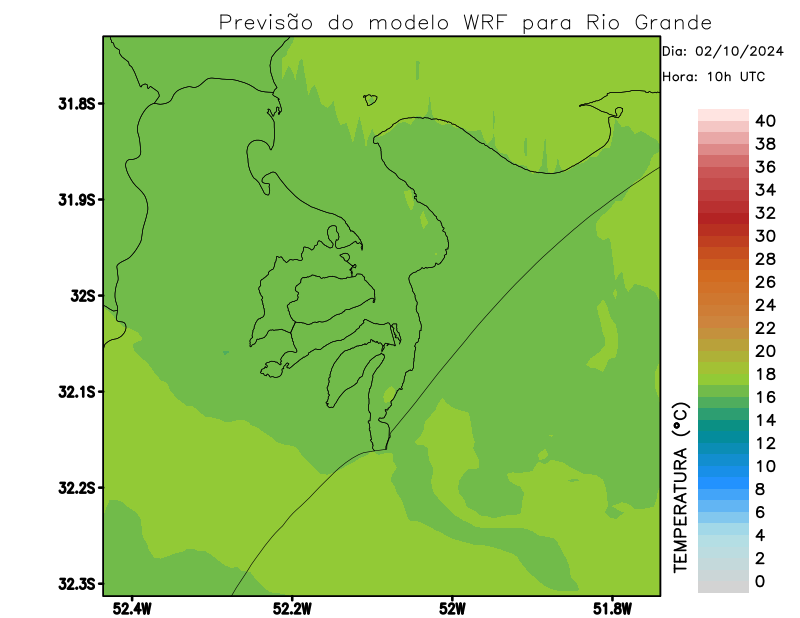 Previsão do modelo WRF para Rio Grande
Dia: 02/10/2024
Hora: 10h UTC
31.8S
31.9S
32S
32.1S
32.2S
32.3S
52.4W
52.2W
52W
51.8W
40
38
36
34
32
30
28
26
24
22
20
18
16
14
12
10
8
6
4
2
0
TEMPERATURA (°C)